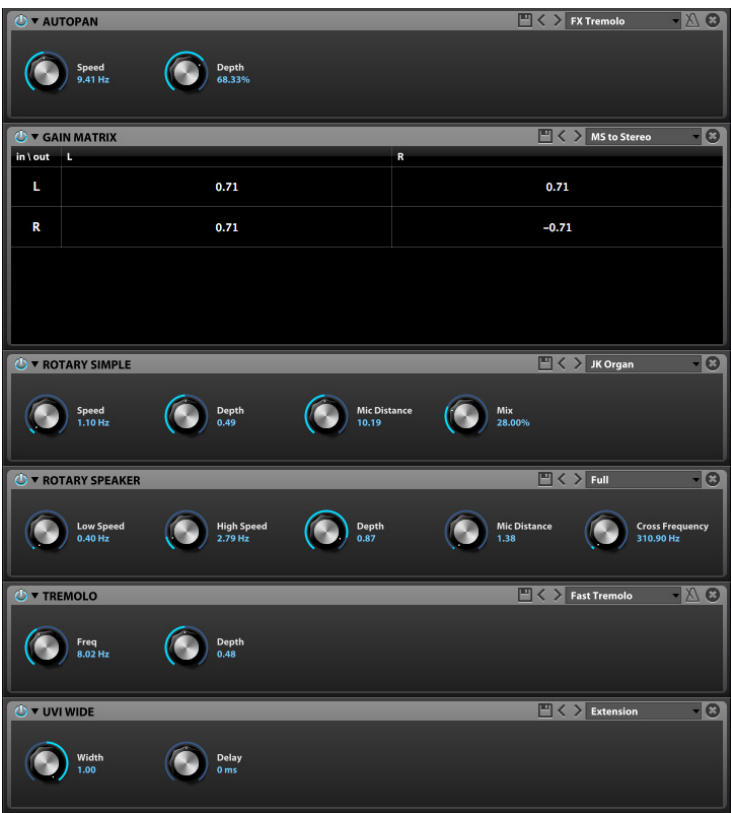 AUTOPAN FX Tremolo
Speed Depth
9.41 Hz 68.33%
GAIN MATRIX MS to Stereo
in \ out L R
L 0.71 0.71
R 0.71 -0.71
ROTARY SIMPLE JK Organ
Speed Depth Mic Distance Mix
1.10 Hz 0.49 10.19 28.00%
ROTARY SPEAKER Full
Low Speed High Speed Depth Mic Distance Cross Frequency
0.40 Hz 2.79 Hz 0.87 1.38 310.90 Hz
TREMOLO Fast Tremolo
Freq Depth
8.02 Hz 0.48
UVI WIDE Extension
Width Delay
1.00 0 ms